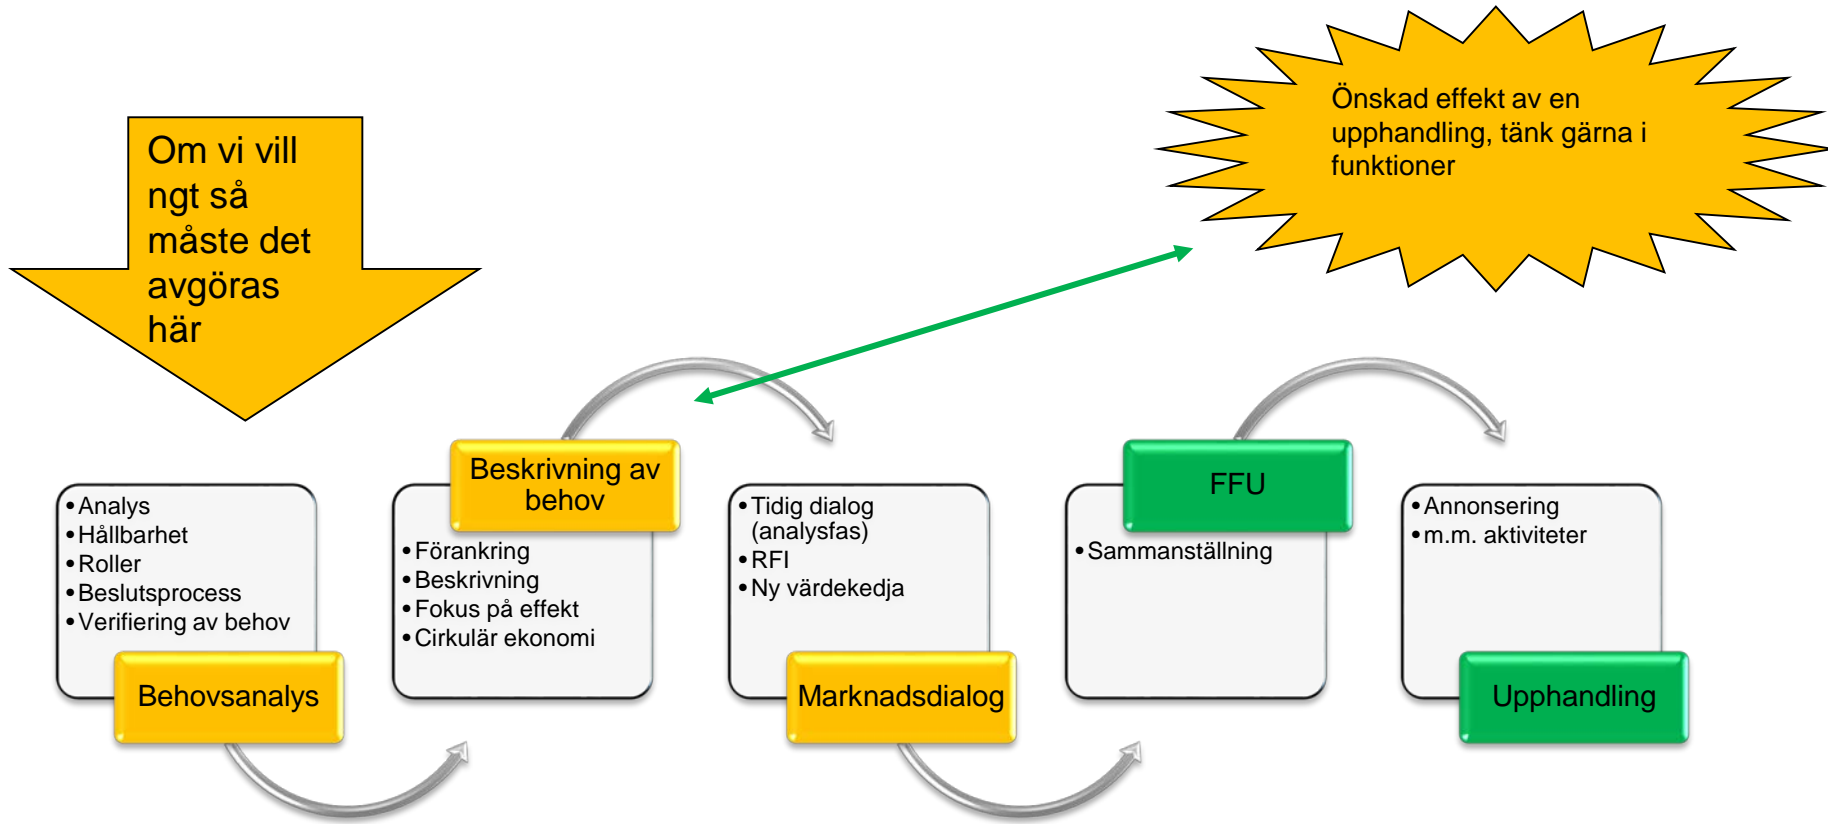 Om vi vill
ngt så
måste det
avgöras
här
Önskad effekt av en
upphandling, tänk gärna i
funktioner
•Analys
•Hållbarhet
•Roller
•Beslutsprocess
•Verifiering av behov
Behovsanalys
Beskrivning av
behov
•Förankring
•Beskrivning
•Fokus på effekt
•Cirkulär ekonomi
•Tidig dialog
(analysfas)
•RFI
•Ny värdekedja
Marknadsdialog
FFU
•Sammanställning
•Annonsering
•m.m. aktiviteter
Upphandling